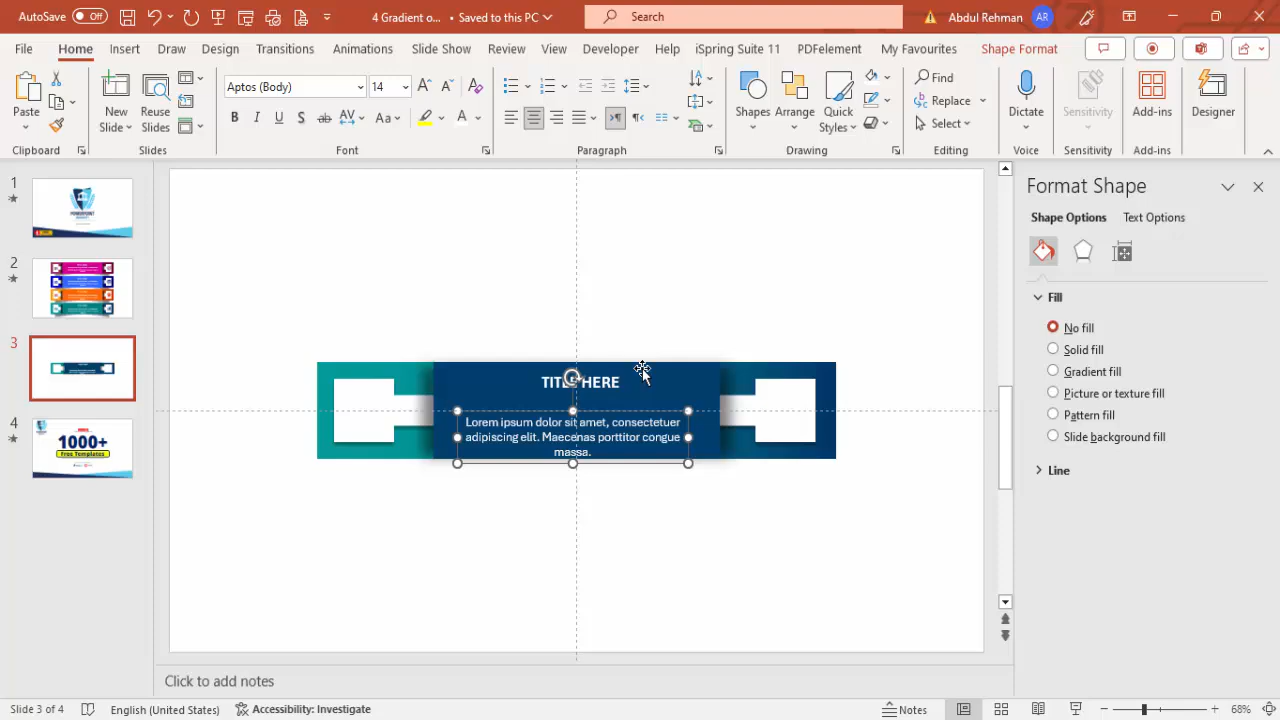 AutoSave Off 4 Gradient o... • Saved to this PC Search Abdul Rehman AR
File Home Insert Draw Design Transitions Animations Slide Show Review View Developer Help iSpring Suite 11 PDFelement My Favourites Shape Format
Paste
New Slide
Reuse Slides
Aptos (Body) 14
Shapes Arrange Quick Styles
Find
Replace
Select
Dictate Sensitivity Add-ins Designer
Clipboard Slides Font Paragraph Drawing Editing Voice Sensitivity Add-ins
1
2
3
4
1000+
Free Templates
TITLE HERE
Lorem ipsum dolor sit amet, consectetuer
adipiscing elit. Maecenas porttitor congue
massa.
Format Shape
Shape Options Text Options
Fill
No fill
Solid fill
Gradient fill
Picture or texture fill
Pattern fill
Slide background fill
Line
Click to add notes
Slide 3 of 4 English (United States) Accessibility: Investigate Notes 68%